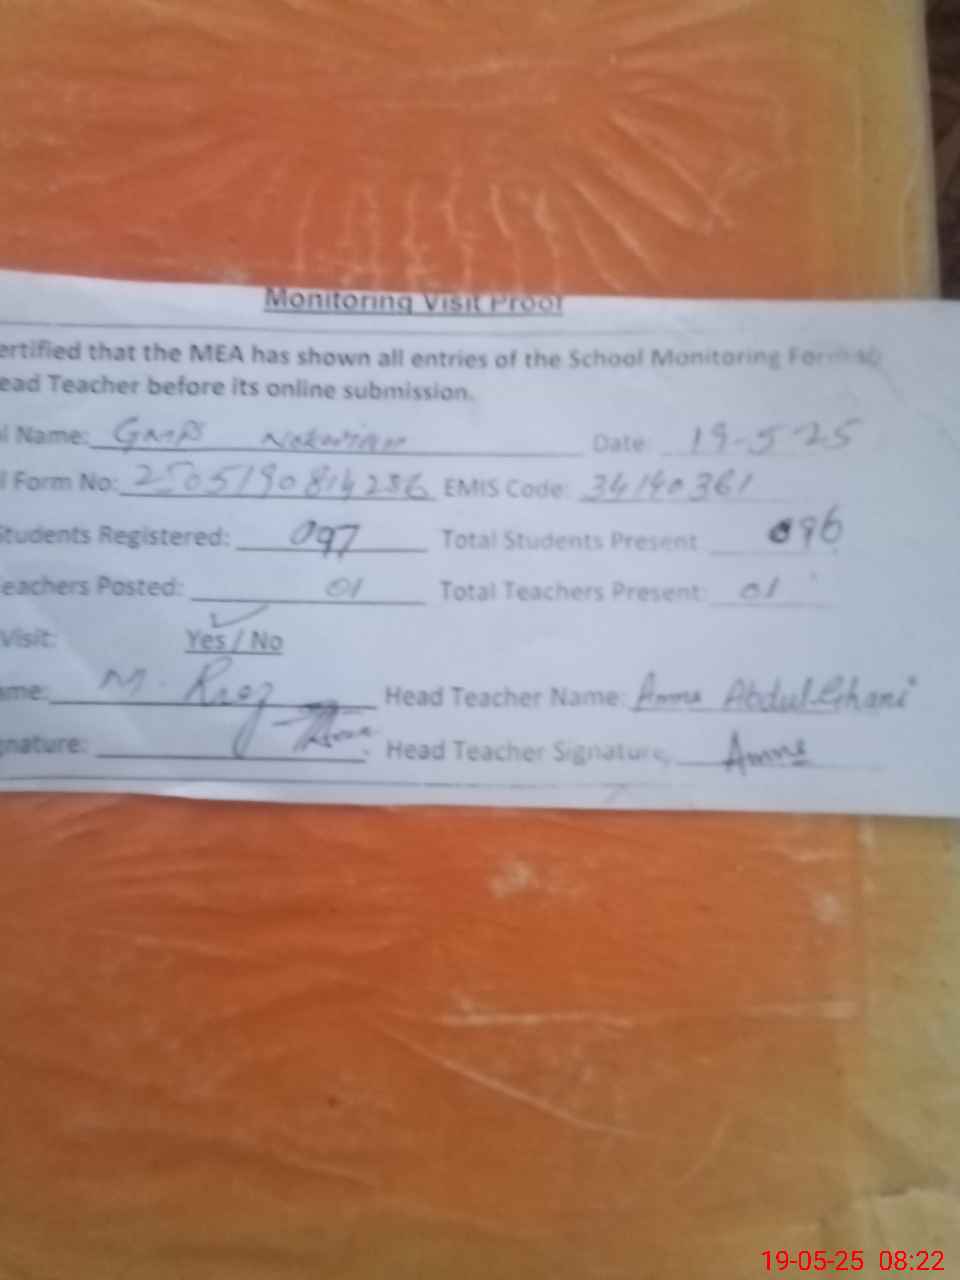 Monitoring Visit Proof
ertified that the MEA has shown all entries of the School Monitoring Form
ead Teacher before its online submission.
l Name: GMPS Date: 19-5-25
l Form No: 2505190814286 EMIS Code: 34140361
Students Registered: 097 Total Students Present 096
eachers Posted: 01 Total Teachers Present: 01
Visit: Yes / No
ame: M. Riaz Head Teacher Name: Amna Abdul Ghani
gnature: Head Teacher Signature Amna
19-05-25 08:22